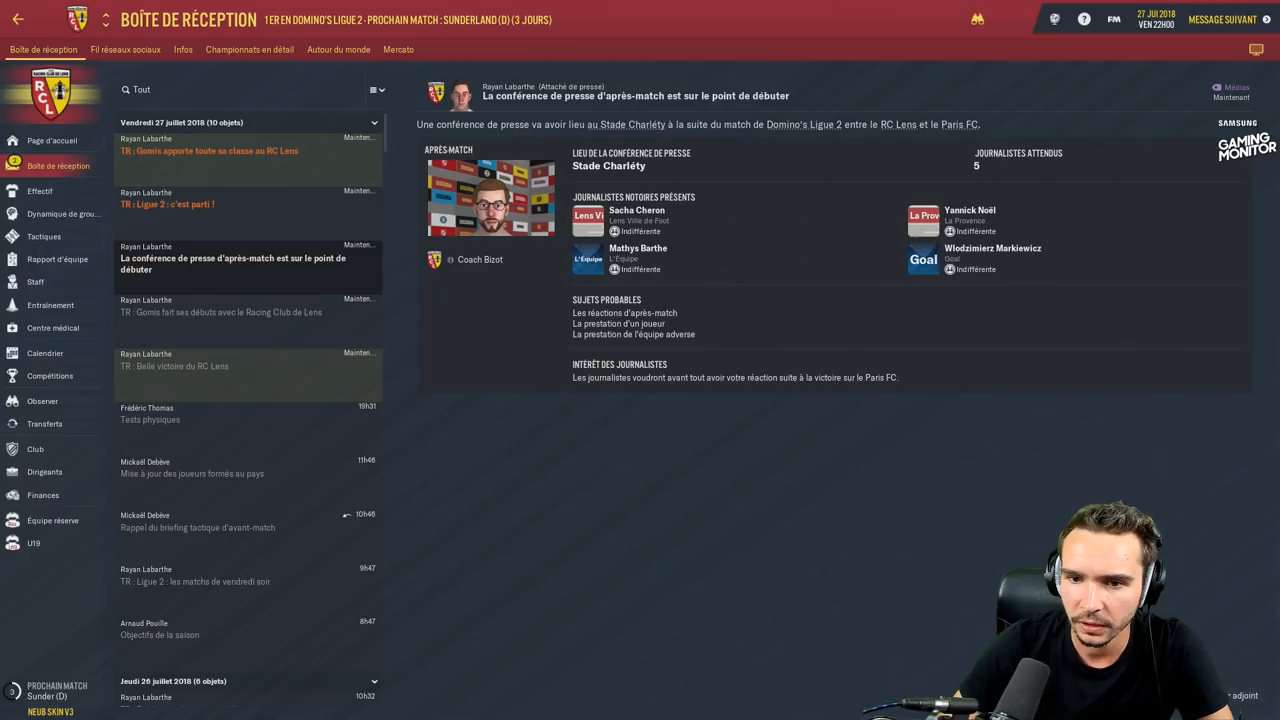 BOÎTE DE RÉCEPTION
1 ER EN DOMINO'S LIGUE 2 - PROCHAIN MATCH : SUNDERLAND (D) (3 JOURS)
FM
27 JUI 2018
VEN 22H00
MESSAGE SUIVANT
Boîte de réception
Fil réseaux sociaux
Infos
Championnats en détail
Autour du monde
Mercato
RCL
Page d'accueil
2
Boîte de réception
Effectif
Dynamique de grou...
Tactiques
Rapport d'équipe
Staff
Entraînement
Centre médical
Calendrier
Compétitions
Observer
Transferts
Club
Dirigeants
Finances
Équipe réserve
U19
3
PROCHAIN MATCH
Sunder (D)
NEUB SKIN V3
Tout
Vendredi 27 juillet 2018 (10 objets)
Rayan Labarthe Mainten...
TR : Gomis apporte toute sa classe au RC Lens
Rayan Labarthe Mainten...
TR : Ligue 2 : c'est parti !
Rayan Labarthe Mainten...
La conférence de presse d'après-match est sur le point de
débuter
Rayan Labarthe Mainten...
TR : Gomis fait ses débuts avec le Racing Club de Lens
Rayan Labarthe Mainten...
TR : Belle victoire du RC Lens
Frédéric Thomas 19h31
Tests physiques
Mickaël Debève 11h46
Mise à jour des joueurs formés au pays
Mickaël Debève 10h46
Rappel du briefing tactique d'avant-match
Rayan Labarthe 9h47
TR : Ligue 2 : les matchs de vendredi soir
Arnaud Pouille 8h47
Objectifs de la saison
Jeudi 26 juillet 2018 (6 objets)
Rayan Labarthe 10h32
Rayan Labarthe (Attaché de presse)
La conférence de presse d'après-match est sur le point de débuter
Médias
Maintenant
Une conférence de presse va avoir lieu au Stade Charléty à la suite du match de Domino's Ligue 2 entre le RC Lens et le Paris FC.
APRÈS-MATCH
Coach Bizot
LIEU DE LA CONFÉRENCE DE PRESSE
Stade Charléty
JOURNALISTES ATTENDUS
5
JOURNALISTES NOTOIRES PRÉSENTS
Lens Vi
Sacha Cheron
Lens Ville de Foot
Indifférente
La Prov
Yannick Noël
La Provence
Indifférente
L'Équipe
Mathys Barthe
L'Équipe
Indifférente
Goal
Wlodzimierz Markiewicz
Goal
Indifférente
SUJETS PROBABLES
Les réactions d'après-match
La prestation d'un joueur
La prestation de l'équipe adverse
INTÉRÊT DES JOURNALISTES
Les journalistes voudront avant tout avoir votre réaction suite à la victoire sur le Paris FC.
SAMSUNG
GAMING
MONITOR
adjoint